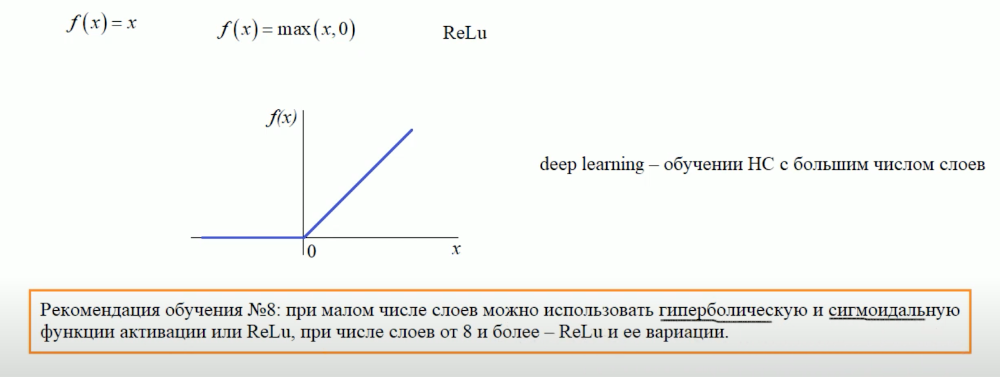 f(x) = x
f(x) = max(x,0)
ReLu
f(x)
deep learning – обучении НС с большим числом слоев
0
x
Рекомендация обучения №8: при малом числе слоев можно использовать гиперболическую и сигмоидальную
функции активации или ReLu, при числе слоев от 8 и более – ReLu и ее вариации.